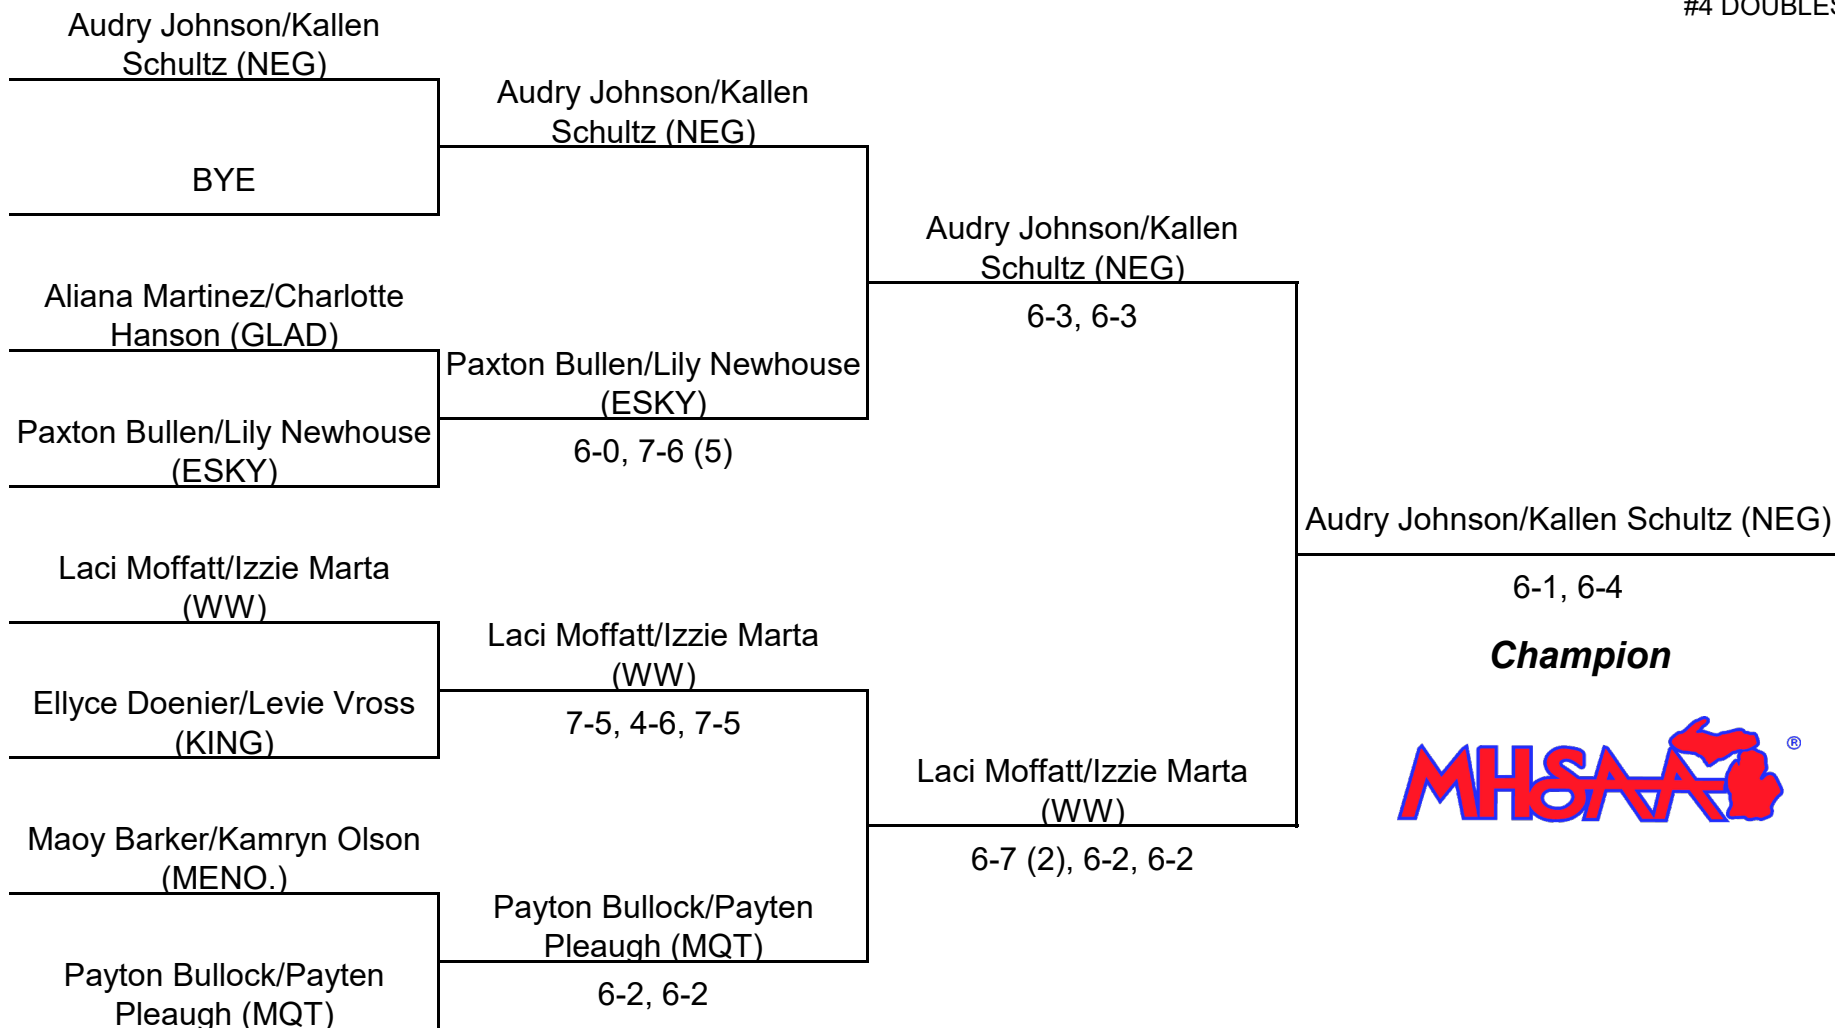 #4 DOUBLES
Audry Johnson/Kallen
Schultz (NEG)
BYE
Aliana Martinez/Charlotte
Hanson (GLAD)
Paxton Bullen/Lily Newhouse
(ESKY)
Laci Moffatt/Izzie Marta
(WW)
Ellyce Doenier/Levie Vross
(KING)
Maoy Barker/Kamryn Olson
(MENO.)
Payton Bullock/Payten
Pleaugh (MQT)
Audry Johnson/Kallen
Schultz (NEG)
Paxton Bullen/Lily Newhouse
(ESKY)
6-0, 7-6 (5)
Laci Moffatt/Izzie Marta
(WW)
7-5, 4-6, 7-5
Payton Bullock/Payten
Pleaugh (MQT)
6-2, 6-2
Audry Johnson/Kallen
Schultz (NEG)
6-3, 6-3
Laci Moffatt/Izzie Marta
(WW)
6-7 (2), 6-2, 6-2
Audry Johnson/Kallen Schultz (NEG)
6-1, 6-4
Champion
MHSAA ®